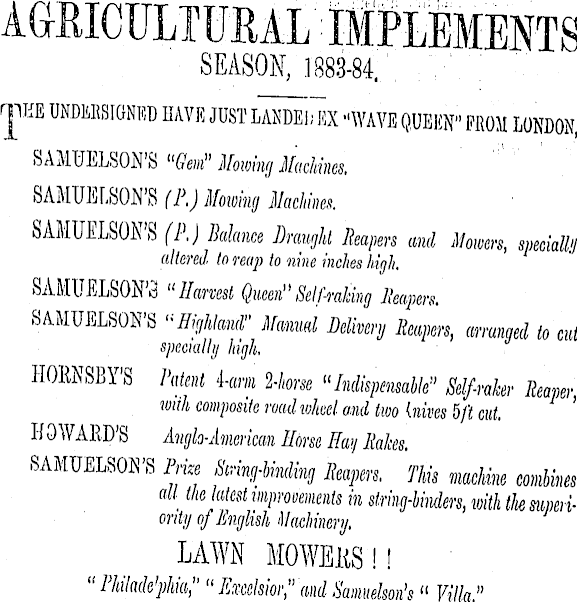 AGRICULTURAL IMPLEMENTS
SEASON, 1883-84.
THE UNDERSIGNED HAVE JUST LANDED EX "WAVE QUEEN" FROM LONDON,
SAMUELSON'S "Gem" Mowing Machines.
SAMUELSON'S (P.) Mowing Machines.
SAMUELSON'S (P.) Balance Draught Reapers and Mowers, specially
altered to reap to nine inches high.
SAMUELSON'S "Harvest Queen" Self-raking Reapers.
SAMUELSON'S "Highland" Manual Delivery Reapers, arranged to cut
specially high.
HORNSBY'S Patent 4-arm 2-horse "Indispensable" Self-raker Reaper,
with composite road wheel and two knives 5ft cut.
HOWARD'S Anglo-American Horse Hay Rakes.
SAMUELSON'S Prize String-binding Reapers. This machine combines
all the latest improvements in string-binders, with the superi-
ority of English Machinery.
LAWN MOWERS ! !
"Philadelphia," "Excelsior," and Samuelson's "Villa."